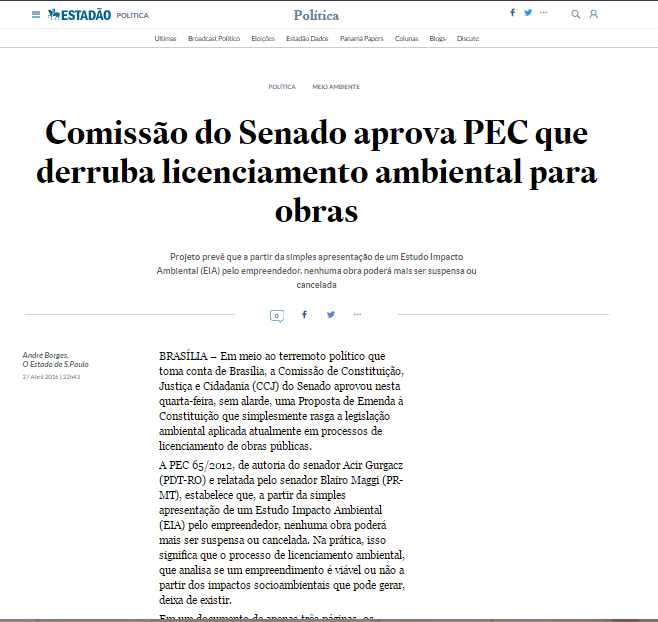 ESTADÃO POLÍTICA
Política
Últimas Broadcast Político Eleições Estadão Dados Panamá Papers Colunas Blogs Discute
POLÍTICA MEIO AMBIENTE
Comissão do Senado aprova PEC que
derruba licenciamento ambiental para
obras
Projeto prevê que a partir da simples apresentação de um Estudo Impacto
Ambiental (EIA) pelo empreendedor, nenhuma obra poderá mais ser suspensa ou
cancelada
0
André Borges,
O Estado de S.Paulo
27 Abril 2016 | 22h43
BRASÍLIA – Em meio ao terremoto político que
toma conta de Brasília, a Comissão de Constituição,
Justiça e Cidadania (CCJ) do Senado aprovou nesta
quarta-feira, sem alarde, uma Proposta de Emenda à
Constituição que simplesmente rasga a legislação
ambiental aplicada atualmente em processos de
licenciamento de obras públicas.
A PEC 65/2012, de autoria do senador Acir Gurgacz
(PDT-RO) e relatada pelo senador Blairo Maggi (PR-
MT), estabelece que, a partir da simples
apresentação de um Estudo Impacto Ambiental
(EIA) pelo empreendedor, nenhuma obra poderá
mais ser suspensa ou cancelada. Na prática, isso
significa que o processo de licenciamento ambiental,
que analisa se um empreendimento é viável ou não a
partir dos impactos socioambientais que pode gerar,
deixa de existir.
Em um documento de apenas três páginas, os